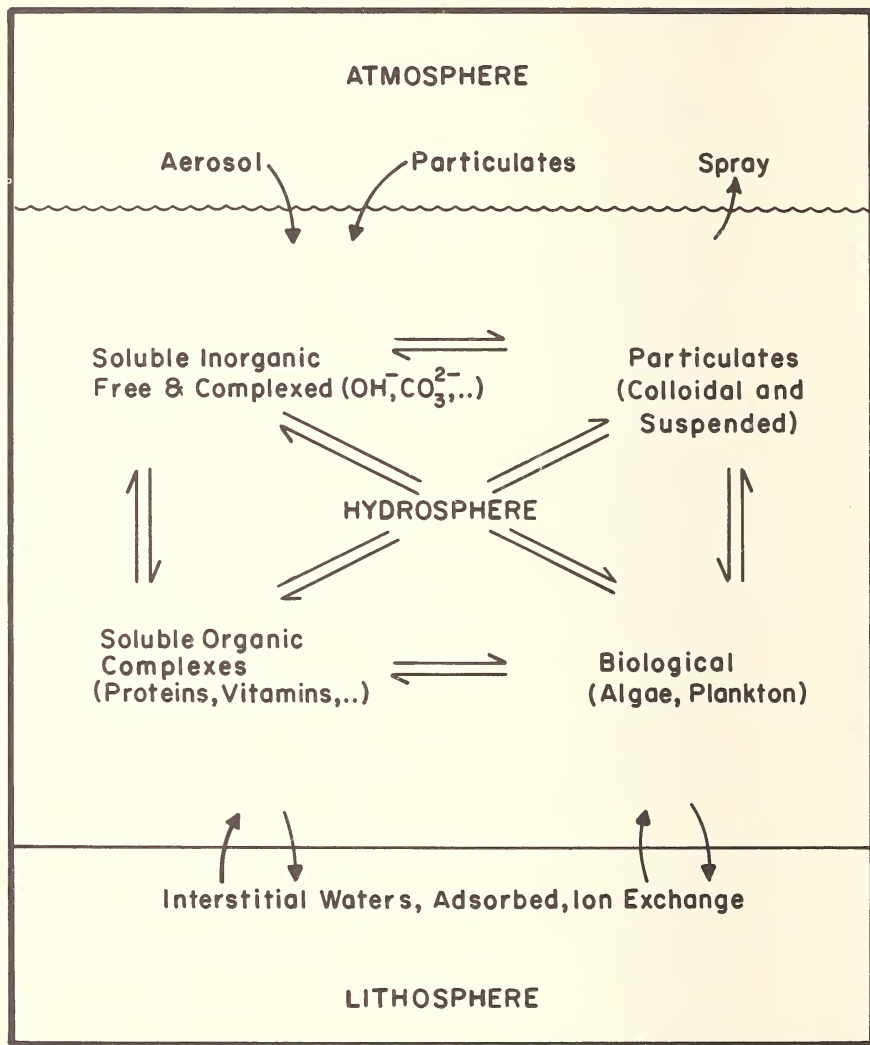 ATMOSPHERE
Aerosol Particulates Spray
Soluble Inorganic
Free & Complexed (OH⁻,CO₃²⁻,..)
Particulates
(Colloidal and
Suspended)
HYDROSPHERE
Soluble Organic
Complexes
(Proteins,Vitamins,..)
Biological
(Algae, Plankton)
Interstitial Waters, Adsorbed,Ion Exchange
LITHOSPHERE